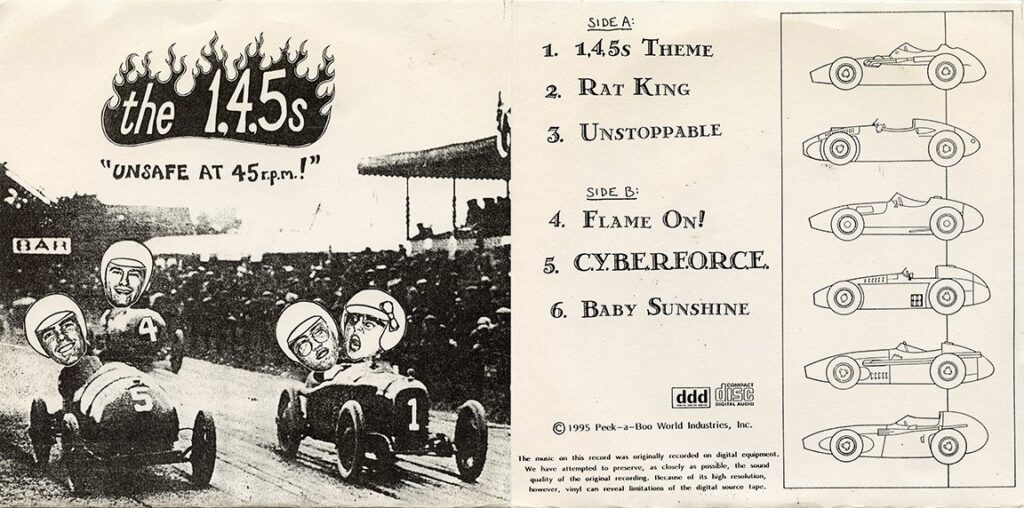 the 1,4,5s
"UNSAFE AT 45 r.p.m.!"
BAR
4
5
1
SIDE A:
1. 1,4,5s THEME
2. RAT KING
3. UNSTOPPABLE
SIDE B:
4. FLAME ON!
5. C.Y.B.E.R.F.O.R.C.E.
6. BABY SUNSHINE
ddd
COMPACT
disc
DIGITAL AUDIO
©1995 Peek-a-Boo World Industries, Inc.
The music on this record was originally recorded on digital equipment.
We have attempted to preserve, as closely as possible, the sound
quality of the original recording. Because of its high resolution,
however, vinyl can reveal limitations of the digital source tape.